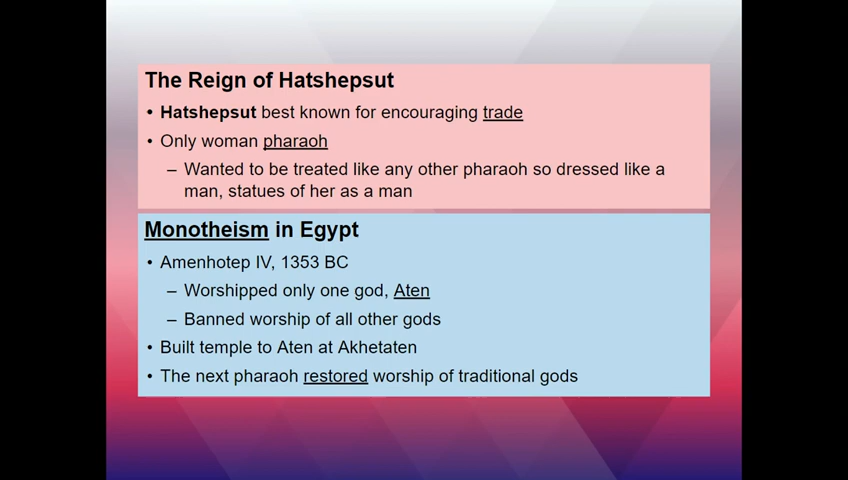 The Reign of Hatshepsut
• Hatshepsut best known for encouraging trade
• Only woman pharaoh
– Wanted to be treated like any other pharaoh so dressed like a
man, statues of her as a man
Monotheism in Egypt
• Amenhotep IV, 1353 BC
– Worshipped only one god, Aten
– Banned worship of all other gods
• Built temple to Aten at Akhetaten
• The next pharaoh restored worship of traditional gods